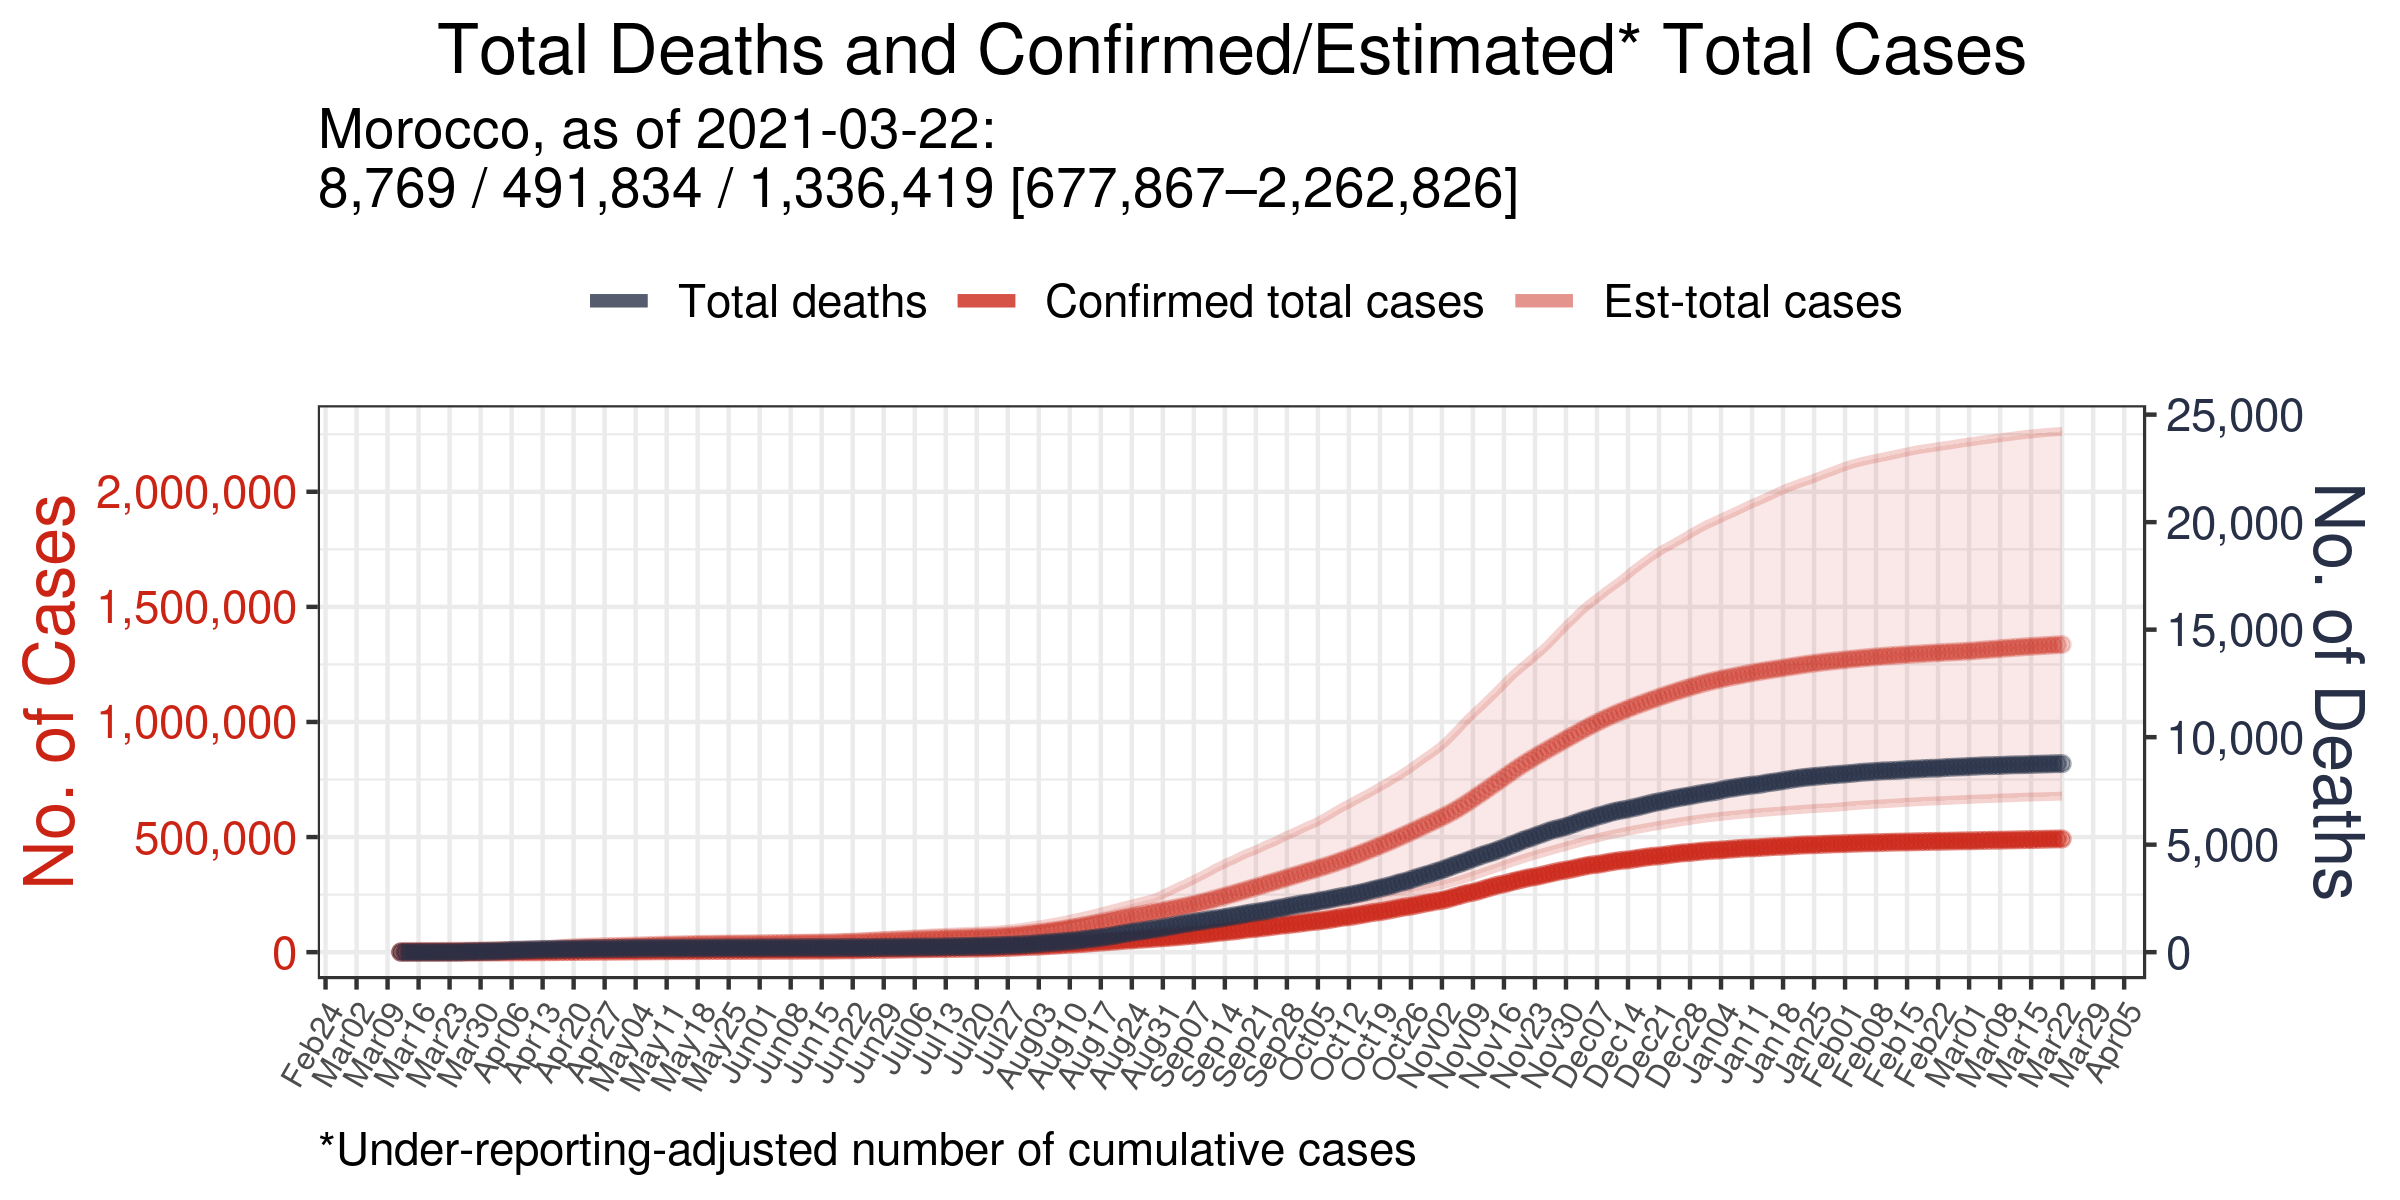 Total Deaths and Confirmed/Estimated* Total Cases
Morocco, as of 2021-03-22:
8,769 / 491,834 / 1,336,419 [677,867–2,262,826]
Total deaths
Confirmed total cases
Est-total cases
No. of Cases
2,000,000
1,500,000
1,000,000
500,000
0
25,000
20,000
15,000
10,000
5,000
0
No. of Deaths
Feb24
Mar02
Mar09
Mar16
Mar23
Mar30
Apr06
Apr13
Apr20
Apr27
May04
May11
May18
May25
Jun01
Jun08
Jun15
Jun22
Jun29
Jul06
Jul13
Jul20
Jul27
Aug03
Aug10
Aug17
Aug24
Aug31
Sep07
Sep14
Sep21
Sep28
Oct05
Oct12
Oct19
Oct26
Nov02
Nov09
Nov16
Nov23
Nov30
Dec07
Dec14
Dec21
Dec28
Jan04
Jan11
Jan18
Jan25
Feb01
Feb08
Feb15
Feb22
Mar01
Mar08
Mar15
Mar22
Mar29
Apr05
*Under-reporting-adjusted number of cumulative cases